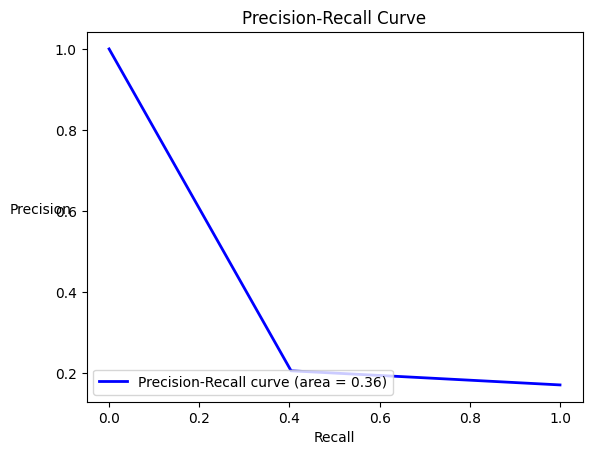 Precision-Recall Curve
1.0
0.8
Precision
0.6
0.4
0.2
Precision-Recall curve (area = 0.36)
0.0 0.2 0.4 0.6 0.8 1.0
Recall